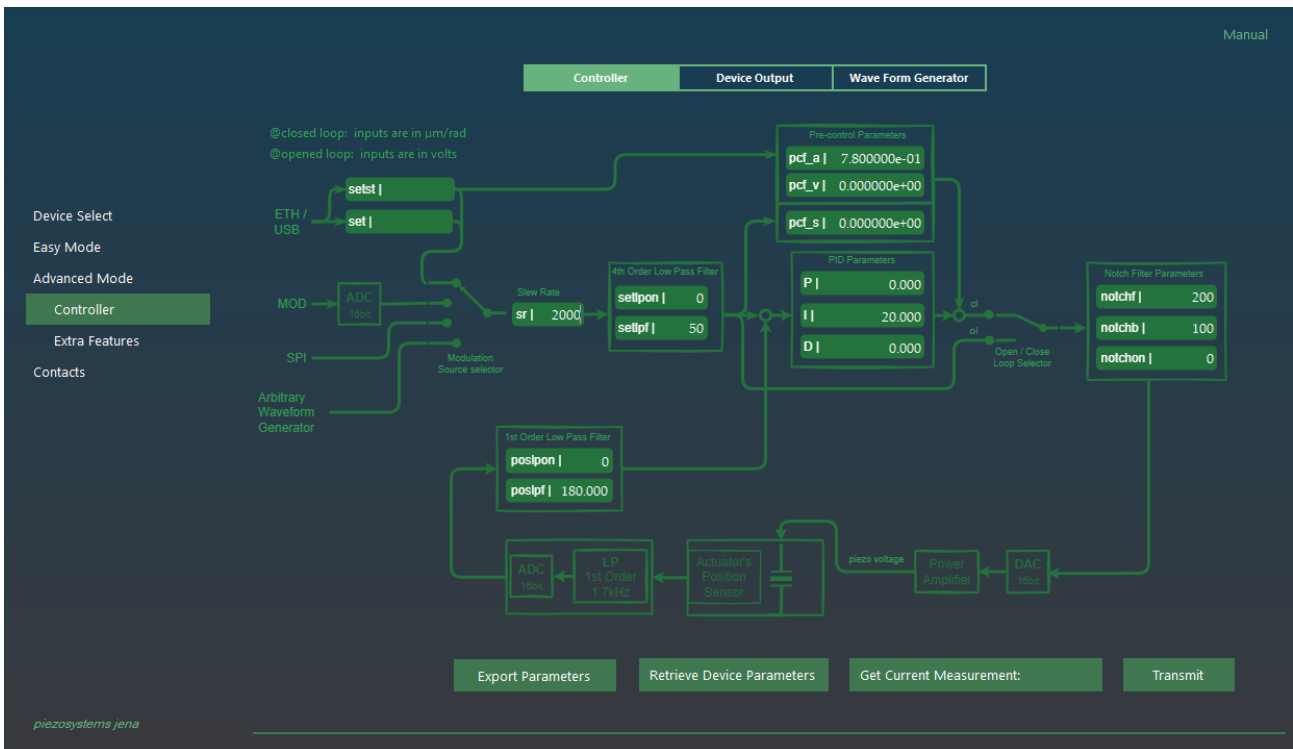 Manual
Controller
Device Output
Wave Form Generator
@closed loop: inputs are in µm/rad
@opened loop: inputs are in volts
Device Select
Easy Mode
Advanced Mode
Controller
Extra Features
Contacts
ETH /
USB
setst |
set |
MOD
ADC
16bit
SPI
Arbitrary
Waveform
Generator
Modulation
Source selector
Slew Rate
sr | 2000
4th Order Low Pass Filter
setlpon | 0
setlpf | 50
Pre-control Parameters
pcf_a | 7.800000e-01
pcf_v | 0.000000e+00
pcf_s | 0.000000e+00
PID Parameters
P | 0.000
I | 20.000
D | 0.000
cl
ol
Open / Close
Loop Selector
Notch Filter Parameters
notchf | 200
notchb | 100
notchon | 0
1st Order Low Pass Filter
poslpon | 0
poslpf | 180.000
ADC
16bit
LP
1st Order
1.7kHz
Actuator's
Position
Sensor
piezo voltage
Power
Amplifier
DAC
16bit
Export Parameters
Retrieve Device Parameters
Get Current Measurement:
Transmit
piezosystems jena